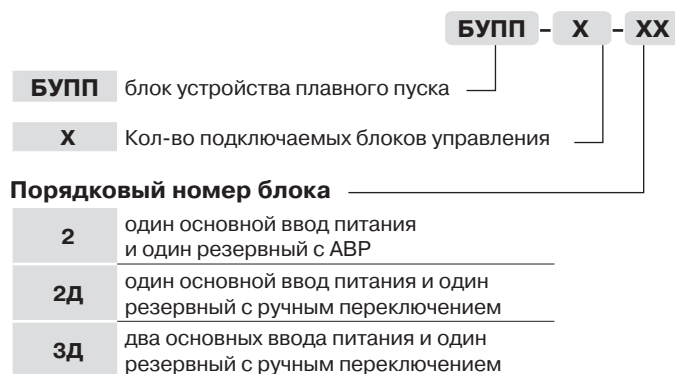 БУПП – Х – ХХ
БУПП блок устройства плавного пуска
Х Кол-во подключаемых блоков управления
Порядковый номер блока
2 один основной ввод питания
и один резервный с АВР
2Д один основной ввод питания и один
резервный с ручным переключением
3Д два основных ввода питания и один
резервный с ручным переключением